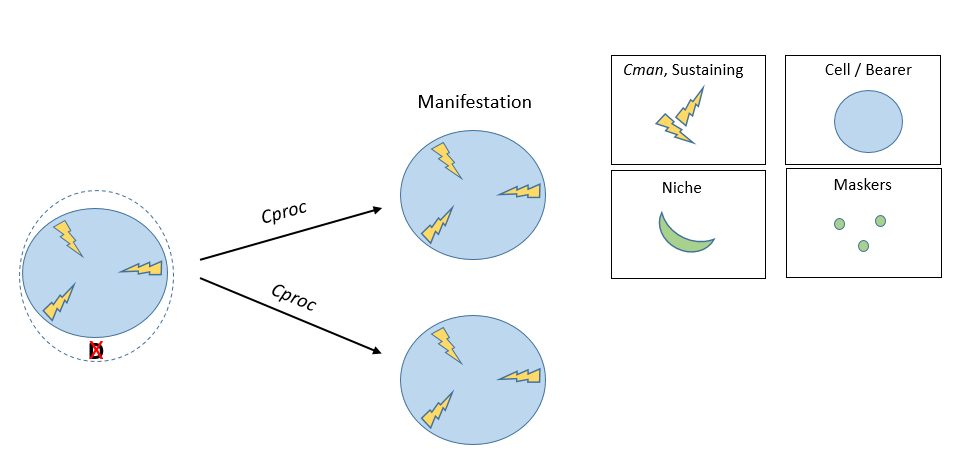 Cman, Sustaining
Cell / Bearer
Manifestation
Niche
Maskers
Cproc
Cproc
D